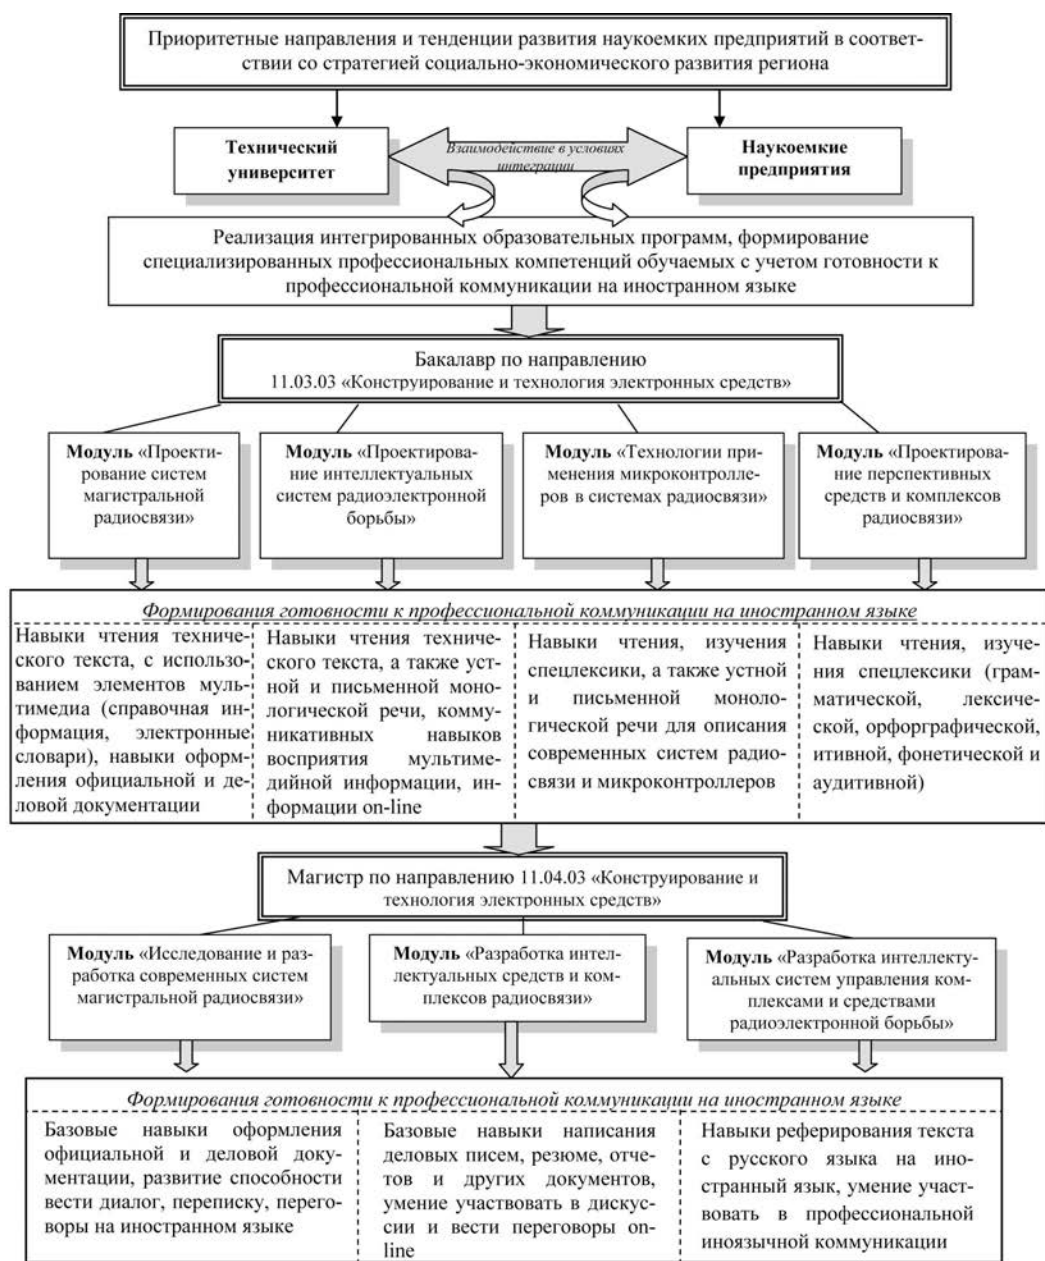 Приоритетные направления и тенденции развития наукоемких предприятий в соответ-
ствии со стратегией социально-экономического развития региона
Технический
университет
Взаимодействие в условиях
интеграции
Наукоемкие
предприятия
Реализация интегрированных образовательных программ, формирование
специализированных профессиональных компетенций обучаемых с учетом готовности к
профессиональной коммуникации на иностранном языке
Бакалавр по направлению
11.03.03 «Конструирование и технология электронных средств»
Модуль «Проекти-
рование систем
магистральной
радиосвязи»
Модуль «Проектирова-
ние интеллектуальных
систем радиоэлектронной
борьбы»
Модуль «Технологии при-
менения микроконтролле-
ров в системах радиосвязи»
Модуль «Проектирова-
ние перспективных
средств и комплексов
радиосвязи»
Формирования готовности к профессиональной коммуникации на иностранном языке
Навыки чтения техниче-
ского текста, с использо-
ванием элементов муль-
тимедиа (справочная ин-
формация, электронные
словари), навыки оформ-
ления официальной и де-
ловой документации
Навыки чтения техниче-
ского текста, а также уст-
ной и письменной моно-
логической речи, комму-
никативных навыков
восприятия мультиме-
дийной информации, ин-
формации on-line
Навыки чтения, изучения
спецлексики, а также устной
и письменной моноло-
гической речи для описания
современных систем радио-
связи и микроконтроллеров
Навыки чтения, изуче-
ния спецлексики (грам-
матической, лексиче-
ской, орфорграфической,
итивной, фонетической и
аудитивной)
Магистр по направлению 11.04.03 «Конструирование и
технология электронных средств»
Модуль «Исследование и раз-
работка современных систем
магистральной радиосвязи»
Модуль «Разработка интел-
лектуальных средств и ком-
плексов радиосвязи»
Модуль «Разработка интеллекту-
альных систем управления ком-
плексами и средствами
радиоэлектронной борьбы»
Формирования готовности к профессиональной коммуникации на иностранном языке
Базовые навыки оформления
официальной и деловой доку-
ментации, развитие способности
вести диалог, переписку, перего-
воры на иностранном языке
Базовые навыки написания
деловых писем, резюме, отче-
тов и других документов,
умение участвовать в дискус-
сии и вести переговоры on-
line
Навыки реферирования текста
с русского языка на ино-
странный язык, умение участ-
вовать в профессиональной
иноязычной коммуникации